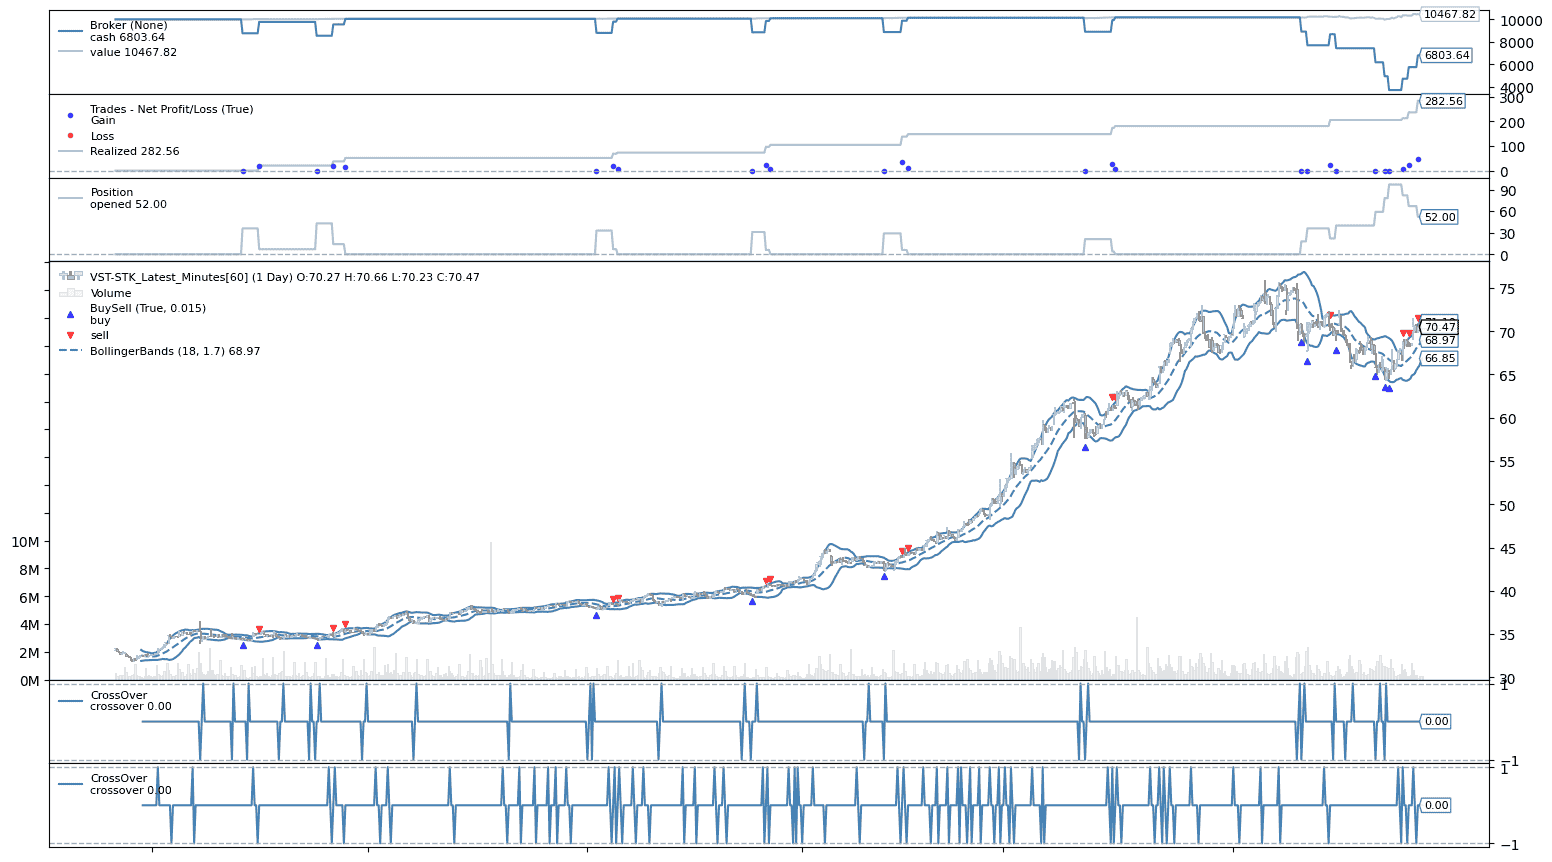 Broker (None)
cash 6803.64
value 10467.82
10467.82
6803.64
10000
8000
6000
4000
Trades - Net Profit/Loss (True)
Gain
Loss
Realized 282.56
282.56
300
200
100
0
Position
opened 52.00
52.00
90
60
30
0
VST-STK_Latest_Minutes[60] (1 Day) O:70.27 H:70.66 L:70.23 C:70.47
Volume
BuySell (True, 0.015)
buy
sell
BollingerBands (18, 1.7) 68.97
70.47
68.97
66.85
75
70
65
60
55
50
45
40
35
30
10M
8M
6M
4M
2M
0M
CrossOver
crossover 0.00
0.00
1
−1
CrossOver
crossover 0.00
0.00
1
−1